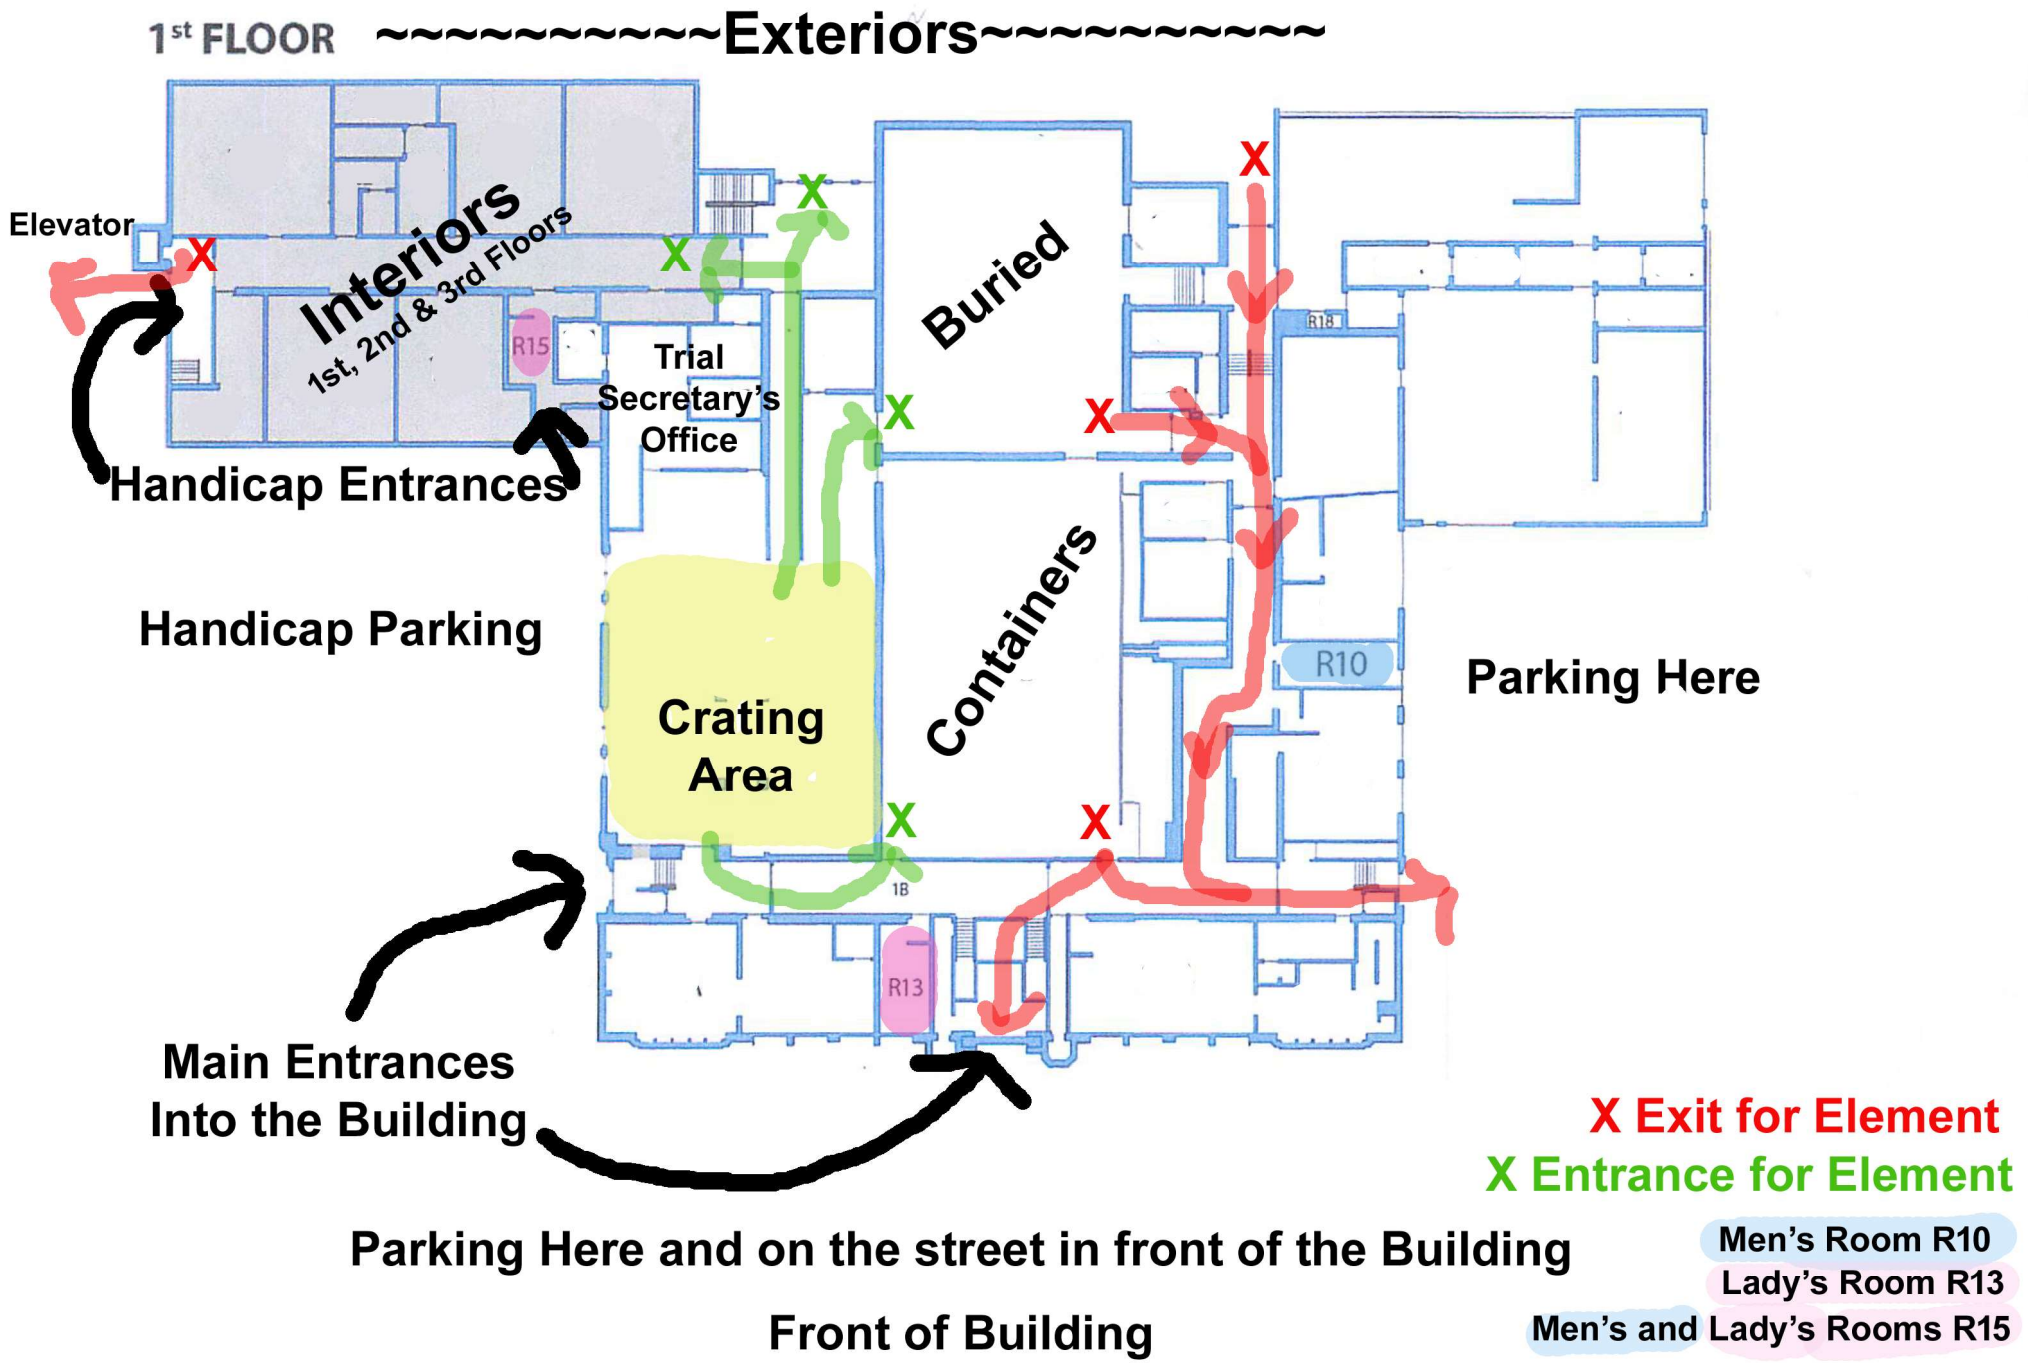 1st FLOOR
~~~~~~~~~~Exteriors~~~~~~~~~~
X
X
Elevator
X
X
Interiors
1st, 2nd & 3rd Floors
Buried
R18
R15
Trial
Secretary's
Office
X
X
Handicap Entrances
Containers
Handicap Parking
R10
Parking Here
Crating
Area
X
X
1B
R13
Main Entrances
Into the Building
X Exit for Element
X Entrance for Element
Men's Room R10
Parking Here and on the street in front of the Building
Lady's Room R13
Men's and Lady's Rooms R15
Front of Building